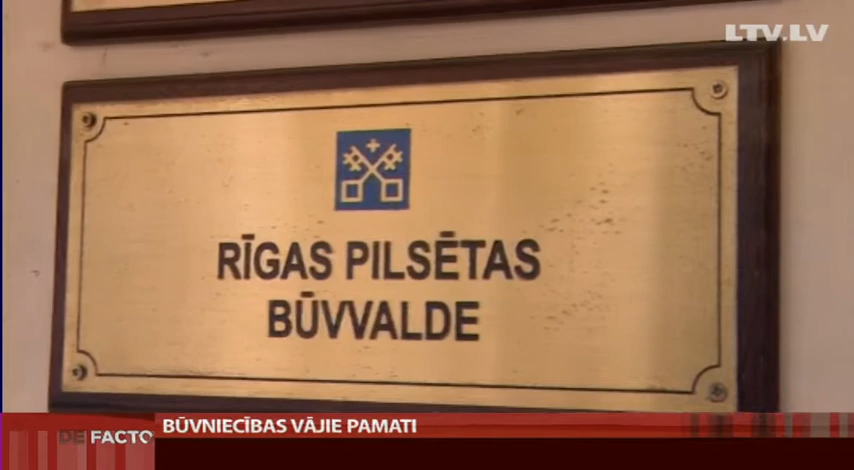 LTV.LV
RĪGAS PILSĒTAS
BŪVVALDE
DE FACTO
BŪVNIECĪBAS VĀJIE PAMATI